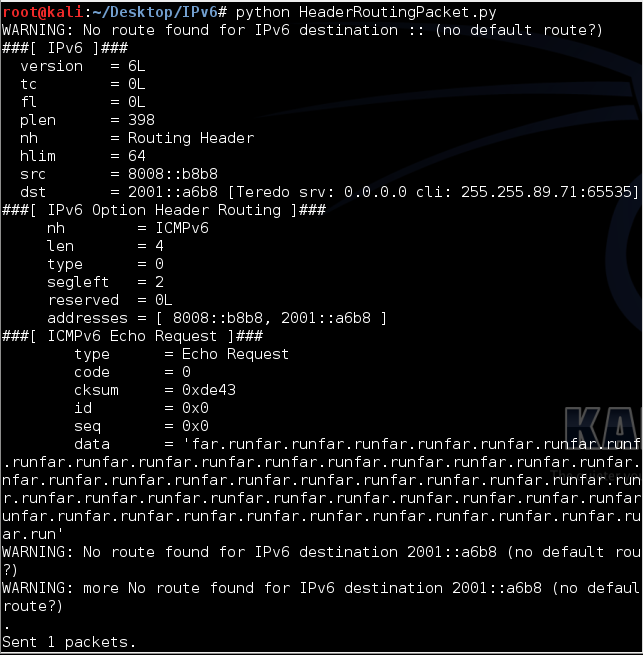 root@kali:~/Desktop/IPv6# python HeaderRoutingPacket.py
WARNING: No route found for IPv6 destination :: (no default route?)
###[ IPv6 ]###
  version   = 6L
  tc        = 0L
  fl        = 0L
  plen      = 398
  nh        = Routing Header
  hlim      = 64
  src       = 8008::b8b8
  dst       = 2001::a6b8 [Teredo srv: 0.0.0.0 cli: 255.255.89.71:65535]
###[ IPv6 Option Header Routing ]###
     nh        = ICMPv6
     len       = 4
     type      = 0
     segleft   = 2
     reserved  = 0L
     addresses = [ 8008::b8b8, 2001::a6b8 ]
###[ ICMPv6 Echo Request ]###
        type      = Echo Request
        code      = 0
        cksum     = 0xde43
        id        = 0x0
        seq       = 0x0
        data      = 'far.runfar.runfar.runfar.runfar.runfar.runfar.runf
.runfar.runfar.runfar.runfar.runfar.runfar.runfar.runfar.runfar.runfar.
nfar.runfar.runfar.runfar.runfar.runfar.runfar.runfar.runfar.runfar.run
r.runfar.runfar.runfar.runfar.runfar.runfar.runfar.runfar.runfar.runfar
unfar.runfar.runfar.runfar.runfar.runfar.runfar.runfar.runfar.runfar.ru
ar.run'
WARNING: No route found for IPv6 destination 2001::a6b8 (no default rou
?)
WARNING: more No route found for IPv6 destination 2001::a6b8 (no defaul
route?)
.
Sent 1 packets.
KA